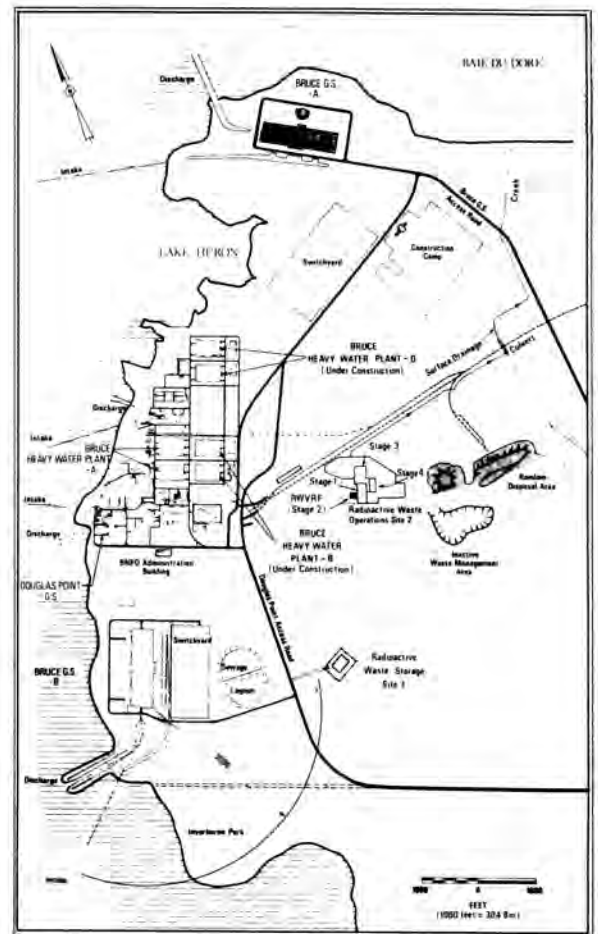 BAIE DU DORÉ
Discharge
BRUCE G.S.
-A
Intake
Bruce G.S.
Access Road
Creek
LAKE HURON
Switchyard
Construction
Camp
BRUCE
HEAVY WATER PLANT - D
(Under Construction)
Surface Drainage
Culvert
Discharge
Intake
BRUCE
HEAVY WATER PLANT
-A
Stage 3
Stage 1
Stage 4
RWVRF
(Stage 2)
Radioactive Waste
Operations Site 2
Random
Disposal Area
Intake
Discharge
BRUCE
HEAVY WATER
PLANT - B
(Under Construction)
Inactive
Waste Management
Area
BNPD Administration
Building
DOUGLAS POINT
G.S.
Douglas Point Access Road
Switchyard
Sewage
Lagoon
Radioactive
Waste Storage
Site 1
BRUCE G.S.
-B
Discharge
Inverhuron Park
1000 0 1000
FEET
(1000 feet = 304.8m)